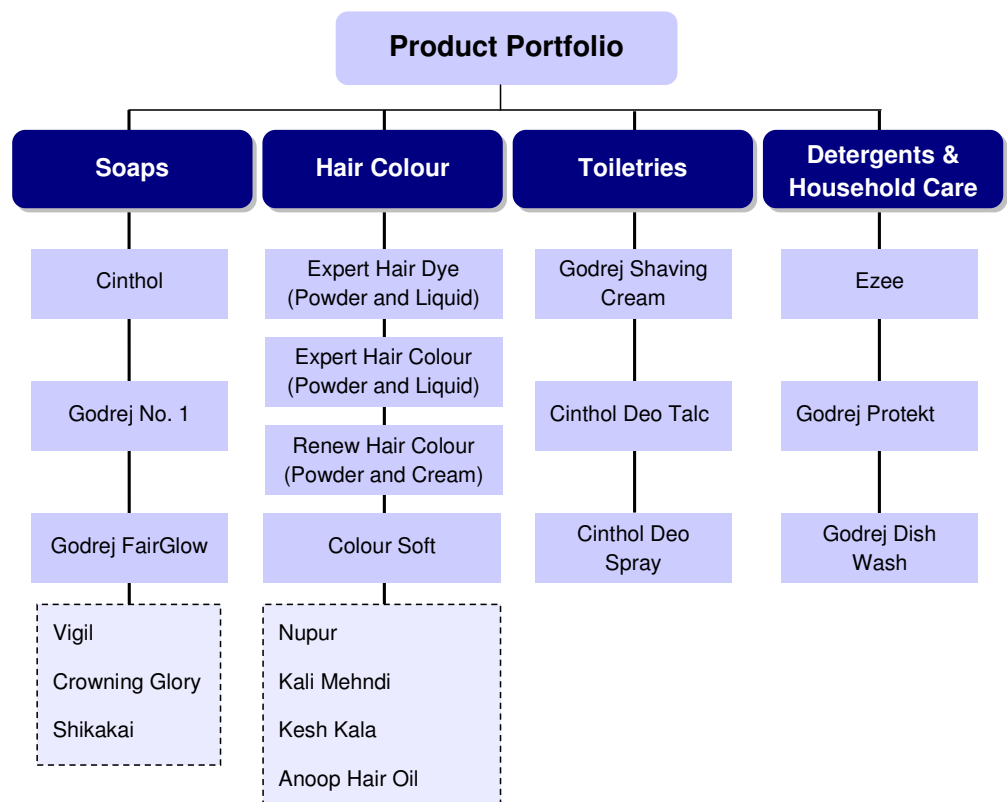 Product Portfolio
Soaps
Hair Colour
Toiletries
Detergents &
Household Care
Cinthol
Expert Hair Dye
(Powder and Liquid)
Godrej Shaving
Cream
Ezee
Expert Hair Colour
(Powder and Liquid)
Godrej No. 1
Cinthol Deo Talc
Godrej Protekt
Renew Hair Colour
(Powder and Cream)
Godrej FairGlow
Colour Soft
Cinthol Deo
Spray
Godrej Dish
Wash
Vigil
Crowning Glory
Shikakai
Nupur
Kali Mehndi
Kesh Kala
Anoop Hair Oil